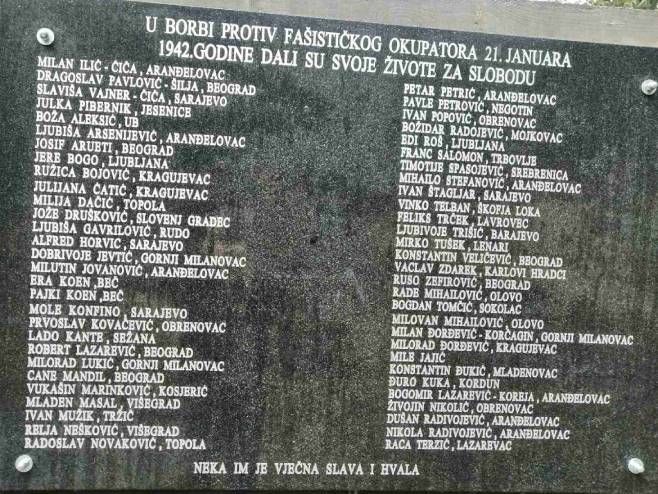 U BORBI PROTIV FAŠISTIČKOG OKUPATORA 21. JANUARA
1942. GODINE DALI SU SVOJE ŽIVOTE ZA SLOBODU
MILAN ILIĆ - ČIČA, ARANĐELOVAC
DRAGOSLAV PAVLOVIĆ - ŠILJA, BEOGRAD
SLAVIŠA VAJNER - ČIČA, SARAJEVO
JULKA PIBERNIK, JESENICE
BOŽA ALEKSIĆ, UB
LJUBIŠA ARSENIJEVIĆ, ARANĐELOVAC
JOSIF ARUETI, BEOGRAD
JERE BOGO, LJUBLJANA
RUŽICA BOJOVIĆ, KRAGUJEVAC
JULIJANA ČATIĆ, KRAGUJEVAC
MILIJA DAČIĆ, TOPOLA
JOŽE DRUŠKOVIĆ, SLOVENJ GRADEC
LJUBIŠA GAVRILOVIĆ, RUDO
ALFRED HORVIĆ, SARAJEVO
DOBRIVOJE JEVTIĆ, GORNJI MILANOVAC
MILUTIN JOVANOVIĆ, ARANĐELOVAC
ERA KOEN, BEČ
PAJKI KOEN, BEČ
MOLE KONFINO, SARAJEVO
PRVOSLAV KOVAČEVIĆ, OBRENOVAC
LADO KANTE, SEŽANA
ROBERT LAZAREVIĆ, BEOGRAD
MILORAD LUKIĆ, GORNJI MILANOVAC
CANE MANDIL, BEOGRAD
VUKAŠIN MARINKOVIĆ, KOSJERIĆ
MLADEN MASAL, VIŠEGRAD
IVAN MUŽIK, TRŽIČ
RELJA NEŠKOVIĆ, VIŠEGRAD
RADOSLAV NOVAKOVIĆ, TOPOLA
PETAR PETRIĆ, ARANĐELOVAC
PAVLE PETROVIĆ, NEGOTIN
IVAN POPOVIĆ, OBRENOVAC
BOŽIDAR RADOJEVIĆ, MOJKOVAC
EDI ROŠ, LJUBLJANA
FRANC SALOMON, TRBOVLJE
TIMOTIJE SPASOJEVIĆ, SREBRENICA
MIHAILO STEFANOVIĆ, ARANĐELOVAC
IVAN ŠTAGLJAR, SARAJEVO
VINKO TELBAN, ŠKOFJA LOKA
FELIKS TRČEK, LAVROVEC
LJUBIVOJE TRIŠIĆ, BARAJEVO
MIRKO TUŠEK, LENARI
KONSTANTIN VELIČEVIĆ, BEOGRAD
VACLAV ZDAREK, KARLOVI HRADCI
RUSO ZEFIROVIĆ, BEOGRAD
RADE MIHAILOVIĆ, OLOVO
BOGDAN TOMČIĆ, SOKOLAC
MILOVAN MIHAILOVIĆ, OLOVO
MILAN ĐORĐEVIĆ - KORČAGIN, GORNJI MILANOVAC
MILORAD ĐORĐEVIĆ, KRAGUJEVAC
MILE JAJIĆ
KONSTANTIN ĐUKIĆ, MLADENOVAC
ĐURO KUKA, KORDUN
BOGOMIR LAZAREVIĆ - KOREJA, ARANĐELOVAC
ŽIVOJIN NIKOLIĆ, OBRENOVAC
DUŠAN RADIVOJEVIĆ, ARANĐELOVAC
NIKOLA RADIVOJEVIĆ, ARANĐELOVAC
RACA TERZIĆ, LAZAREVAC
NEKA IM JE VJEČNA SLAVA I HVALA